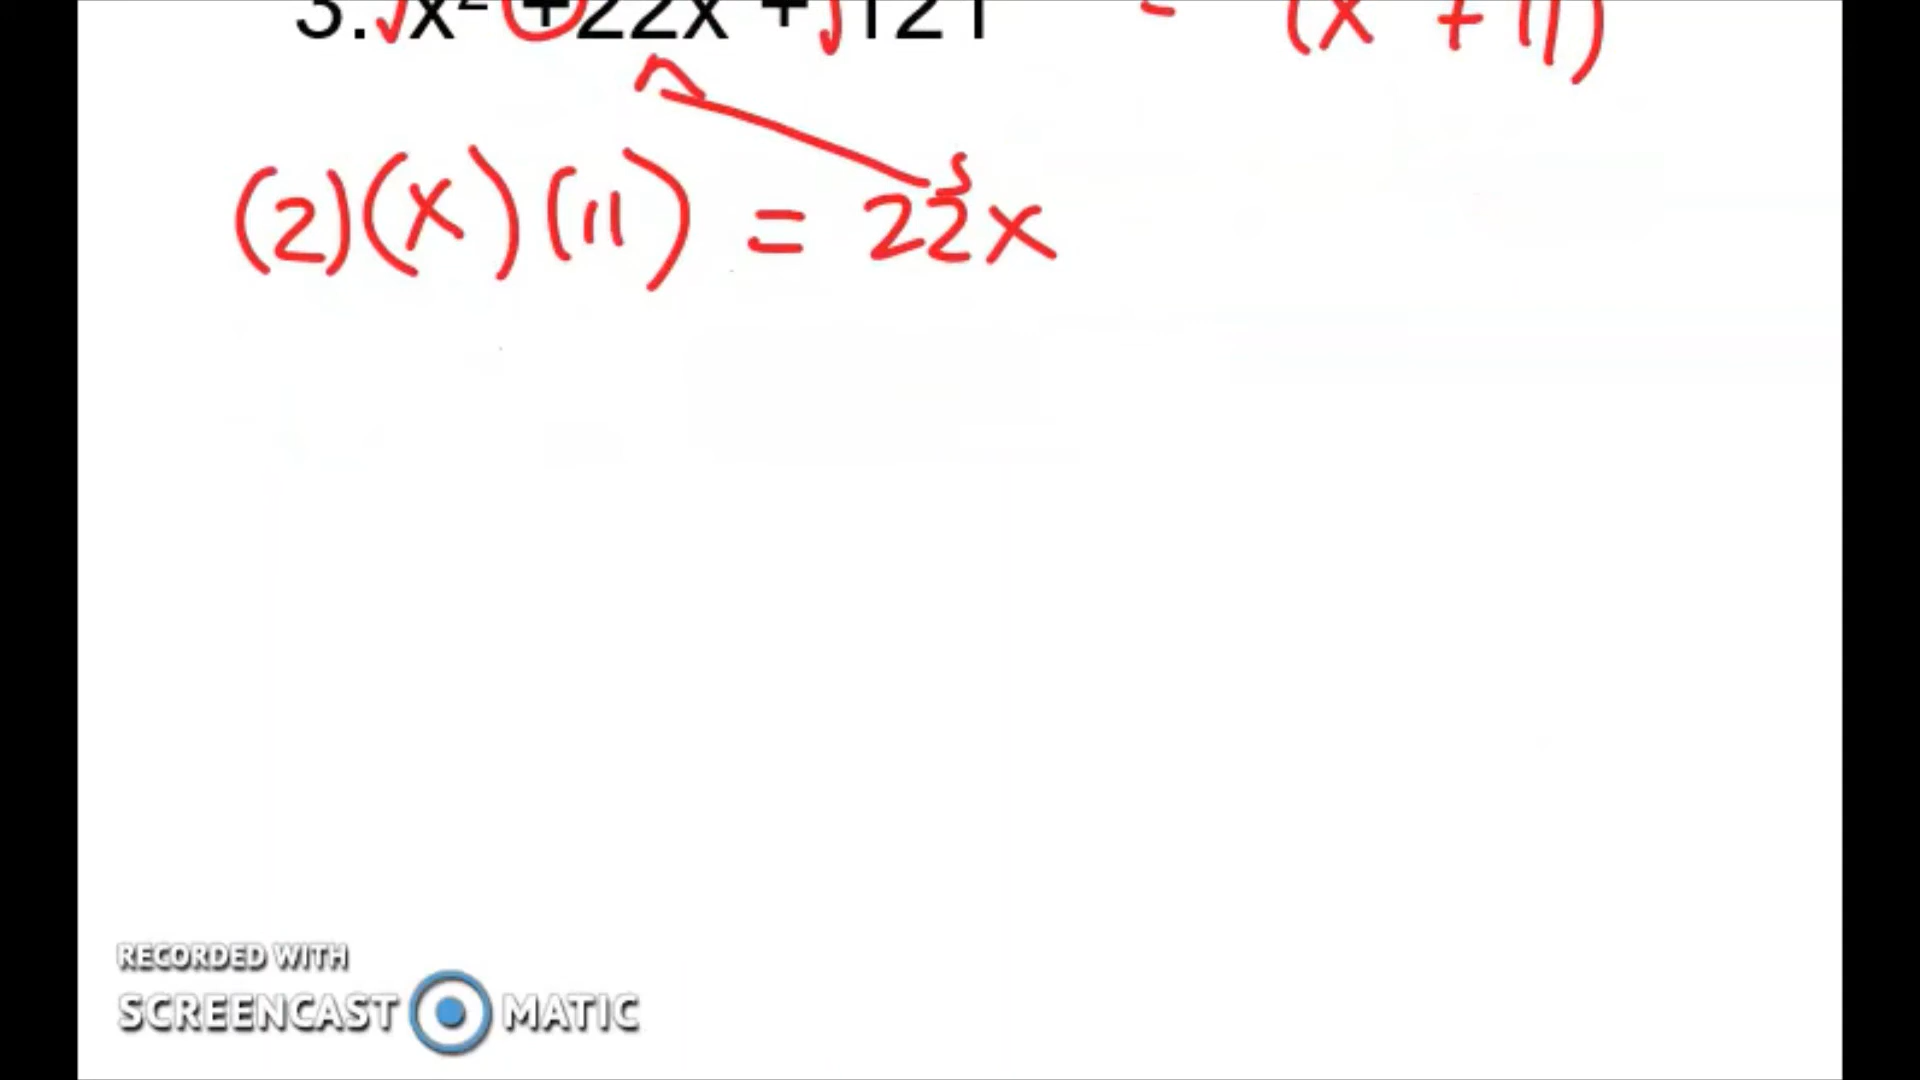 3. √x² + 22x + √121 = (x + 11)
(2)(x)(11) = 22x
RECORDED WITH
SCREENCAST MATIC